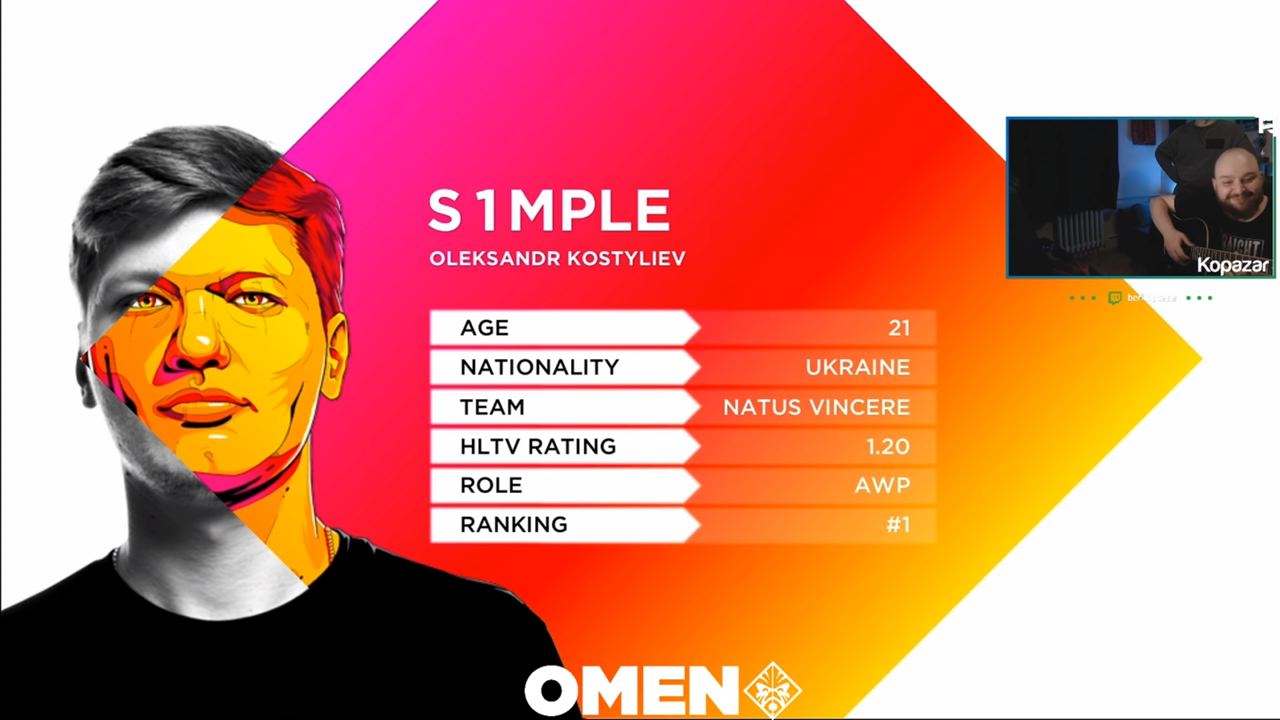 S1MPLE
OLEKSANDR KOSTYLIEV
AGE 21
NATIONALITY UKRAINE
TEAM NATUS VINCERE
HLTV RATING 1.20
ROLE AWP
RANKING #1
OMEN
Kopazar